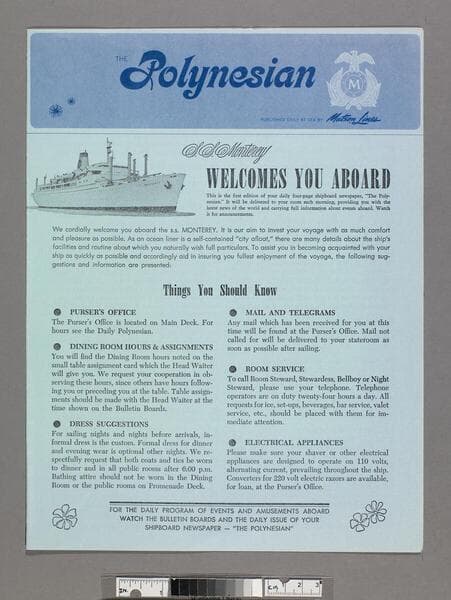 THE Polynesian
M
PUBLISHED DAILY AT SEA BY Matson Lines
S S Monterey
WELCOMES YOU ABOARD
This is the first edition of your daily four-page shipboard newspaper, "The Poly-
nesian." It will be delivered to your room each morning, providing you with the
latest news of the world and carrying full information about events aboard. Watch
it for announcements.
We cordially welcome you aboard the s.s. MONTEREY. It is our aim to invest your voyage with as much comfort
and pleasure as possible. As an ocean liner is a self-contained "city afloat," there are many details about the ship's
facilities and routine about which you naturally wish full particulars. To assist you in becoming acquainted with your
ship as quickly as possible and accordingly aid in insuring you fullest enjoyment of the voyage, the following sug-
gestions and information are presented:
Things You Should Know
PURSER'S OFFICE
The Purser's Office is located on Main Deck. For
hours see the Daily Polynesian.
DINING ROOM HOURS & ASSIGNMENTS
You will find the Dining Room hours noted on the
small table assignment card which the Head Waiter
will give you. We request your cooperation in ob-
serving these hours, since others have hours follow-
ing you or preceding you at the table. Table assign-
ments should be made with the Head Waiter at the
time shown on the Bulletin Boards.
DRESS SUGGESTIONS
For sailing nights and nights before arrivals, in-
formal dress is the custom. Formal dress for dinner
and evening wear is optional other nights. We re-
spectfully request that both coats and ties be worn
to dinner and in all public rooms after 6:00 p.m.
Bathing attire should not be worn in the Dining
Room or the public rooms on Promenade Deck.
MAIL AND TELEGRAMS
Any mail which has been received for you at this
time will be found at the Purser's Office. Mail not
called for will be delivered to your stateroom as
soon as possible after sailing.
ROOM SERVICE
To call Room Steward, Stewardess, Bellboy or Night
Steward, please use your telephone. Telephone
operators are on duty twenty-four hours a day. All
requests for ice, set-ups, beverages, bar service, valet
service, etc., should be placed with them for im-
mediate attention.
ELECTRICAL APPLIANCES
Please make sure your shaver or other electrical
appliances are designed to operate on 110 volts,
alternating current, prevailing throughout the ship.
Converters for 220 volt electric razors are available,
for loan, at the Purser's Office.
FOR THE DAILY PROGRAM OF EVENTS AND AMUSEMENTS ABOARD
WATCH THE BULLETIN BOARDS AND THE DAILY ISSUE OF YOUR
SHIPBOARD NEWSPAPER — "THE POLYNESIAN"
IN. 1 CM 2 3